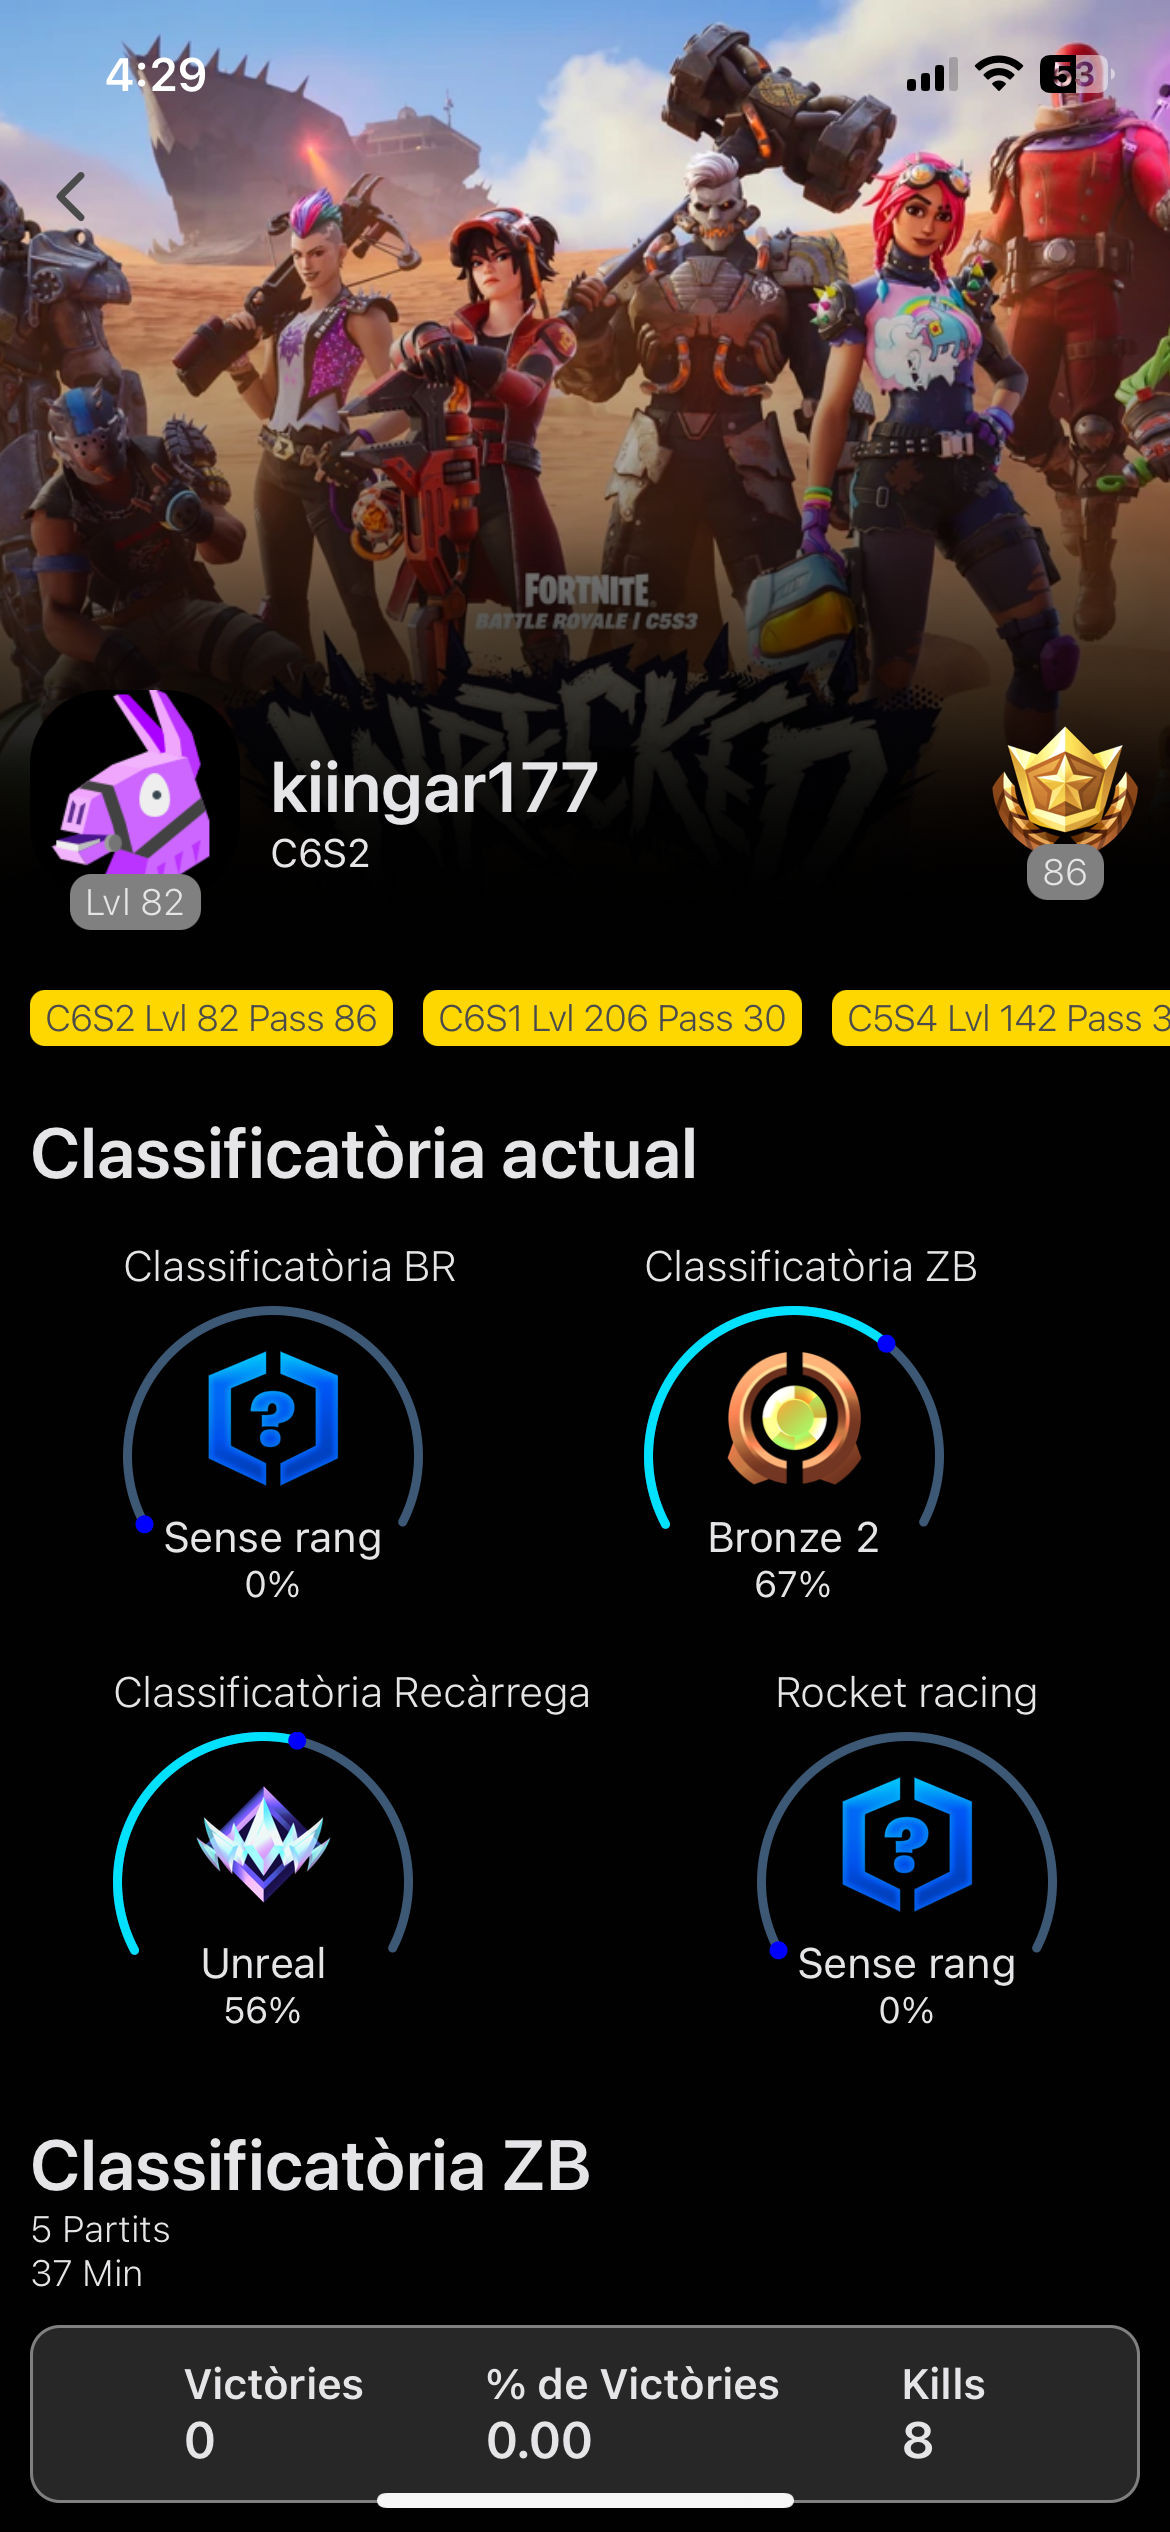 4:29
53
FORTNITE
BATTLE ROYALE / C5S3
WRECKED
kiingar177
C6S2
Lvl 82
86
C6S2 Lvl 82 Pass 86
C6S1 Lvl 206 Pass 30
C5S4 Lvl 142 Pass 3
Classificatòria actual
Classificatòria BR
Classificatòria ZB
?
Sense rang
0%
Bronze 2
67%
Classificatòria Recàrrega
Rocket racing
Unreal
56%
?
Sense rang
0%
Classificatòria ZB
5 Partits
37 Min
Victòries
% de Victòries
Kills
0
0.00
8